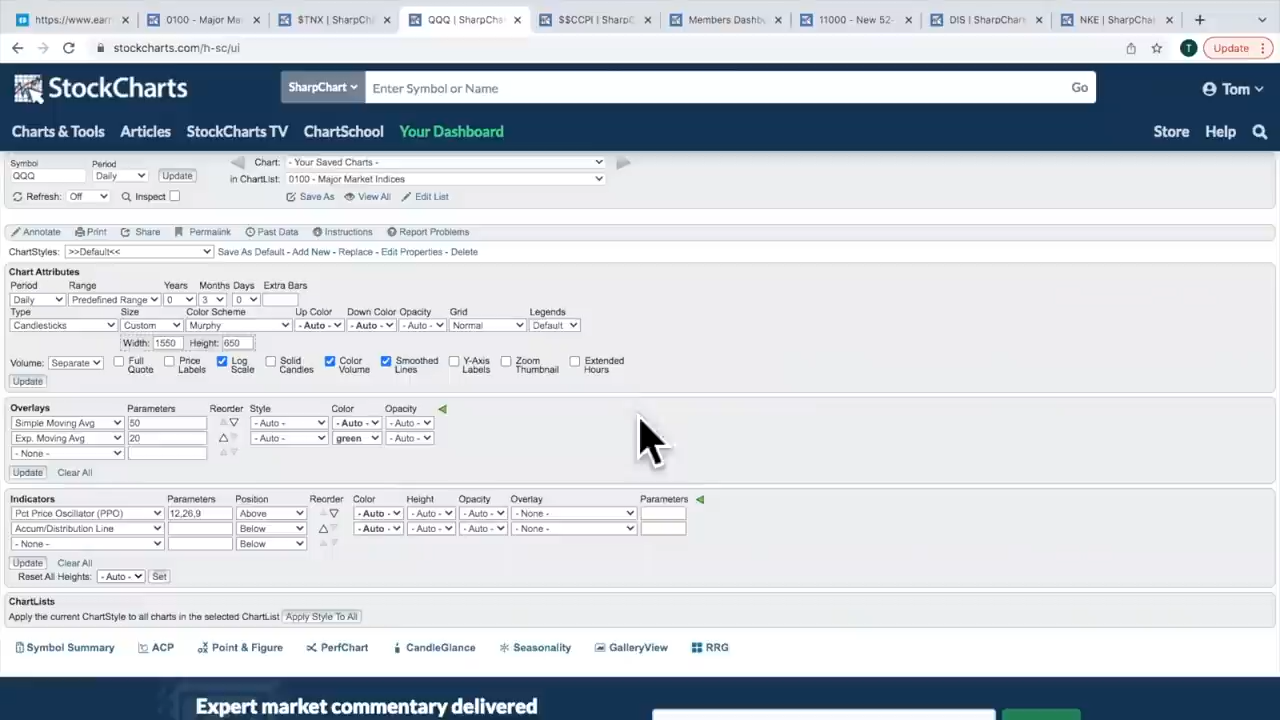 https://www.earn
0100 - Major Mar
$TNX | SharpCh
QQQ | SharpCha
$$CCPI | SharpC
Members Dashb
11000 - New 52-
DIS | SharpChar
NKE | SharpCha
stockcharts.com/h-sc/ui
T
Update
StockCharts
SharpChart
Enter Symbol or Name
Go
Tom
Charts & Tools
Articles
StockCharts TV
ChartSchool
Your Dashboard
Store
Help
Symbol
Period
Chart:
- Your Saved Charts -
QQQ
Daily
Update
in ChartList:
0100 - Major Market Indices
Refresh:
Off
Inspect
Save As
View All
Edit List
Annotate
Print
Share
Permalink
Past Data
Instructions
Report Problems
ChartStyles:
>>Default<<
Save As Default - Add New - Replace - Edit Properties - Delete
Chart Attributes
Period
Range
Years
Months
Days
Extra Bars
Daily
Predefined Range
0
3
0
Type
Size
Color Scheme
Up Color
Down Color
Opacity
Grid
Legends
Candlesticks
Custom
Murphy
- Auto -
- Auto -
- Auto -
Normal
Default
Width:
1550
Height:
650
Volume:
Separate
Full Quote
Price Labels
Log Scale
Solid Candles
Color Volume
Smoothed Lines
Y-Axis Labels
Zoom Thumbnail
Extended Hours
Update
Overlays
Parameters
Reorder
Style
Color
Opacity
Simple Moving Avg
50
- Auto -
- Auto -
- Auto -
Exp. Moving Avg
20
- Auto -
green
- Auto -
- None -
Update
Clear All
Indicators
Parameters
Position
Reorder
Color
Height
Opacity
Overlay
Parameters
Pct Price Oscillator (PPO)
12,26,9
Above
- Auto -
- Auto -
- Auto -
- None -
Accum/Distribution Line
Below
- Auto -
- Auto -
- Auto -
- None -
- None -
Below
Update
Clear All
Reset All Heights:
- Auto -
Set
ChartLists
Apply the current ChartStyle to all charts in the selected ChartList
Apply Style To All
Symbol Summary
ACP
Point & Figure
PerfChart
CandleGlance
Seasonality
GalleryView
RRG
Expert market commentary delivered